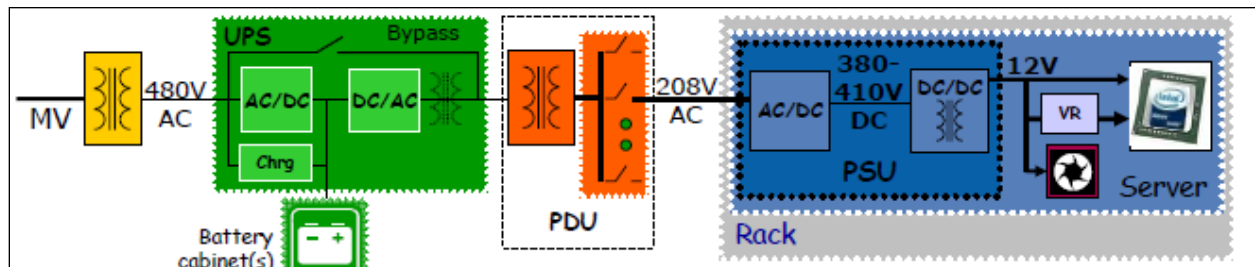 MV
480V
AC
UPS
Bypass
AC/DC
DC/AC
Chrg
Battery
cabinet(s)
PDU
208V
AC
AC/DC
380-
410V
DC
DC/DC
PSU
12V
VR
intel
Server
Rack